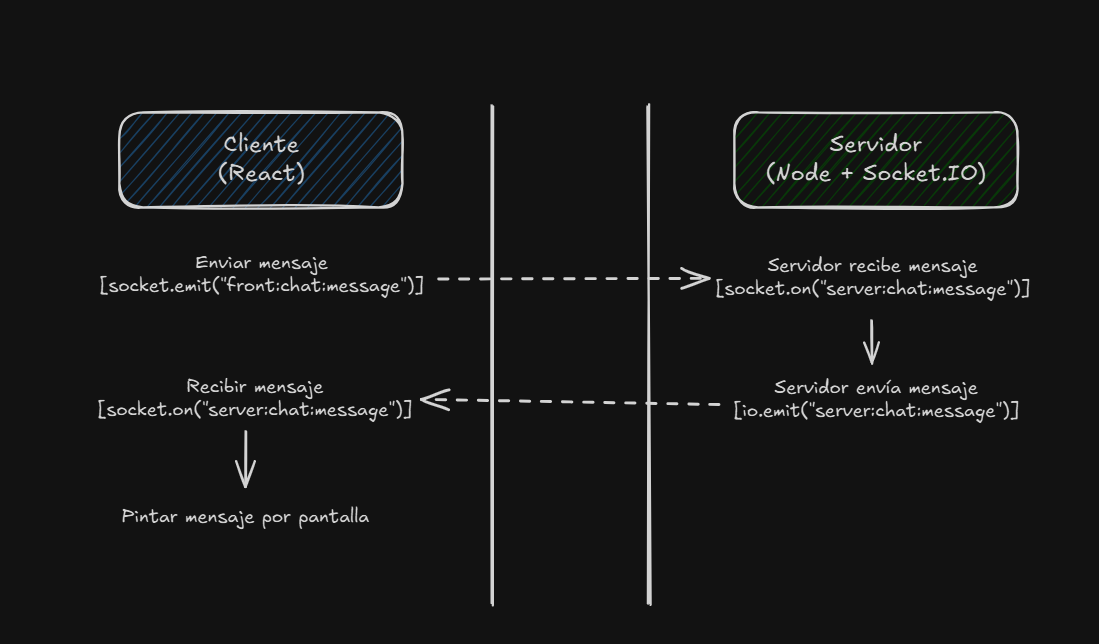 Cliente
(React)
Servidor
(Node + Socket.IO)
Enviar mensaje
[socket.emit("front:chat:message")]
Servidor recibe mensaje
[socket.on("server:chat:message")]
Recibir mensaje
[socket.on("server:chat:message")]
Servidor envía mensaje
[io.emit("server:chat:message")]
Pintar mensaje por pantalla